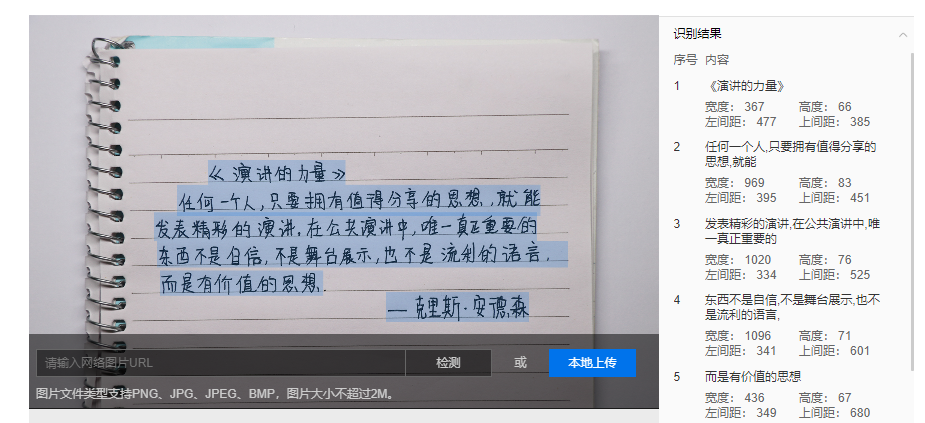 《演讲的力量》
任何一个人,只要拥有值得分享的思想,就能
发表精彩的演讲.在公共演讲中,唯一真正重要的
东西不是自信,不是舞台展示,也不是流利的语言,
而是有价值的思想.
—克里斯·安德森
请输入网络图片URL 检测 或 本地上传
图片文件类型支持PNG、JPG、JPEG、BMP，图片大小不超过2M。
识别结果
序号 内容
1 《演讲的力量》
宽度： 367 高度： 66
左间距： 477 上间距： 385
2 任何一个人,只要拥有值得分享的
思想,就能
宽度： 969 高度： 83
左间距： 395 上间距： 451
3 发表精彩的演讲,在公共演讲中,唯
一真正重要的
宽度： 1020 高度： 76
左间距： 334 上间距： 525
4 东西不是自信,不是舞台展示,也不
是流利的语言,
宽度： 1096 高度： 71
左间距： 341 上间距： 601
5 而是有价值的思想
宽度： 436 高度： 67
左间距： 349 上间距： 680